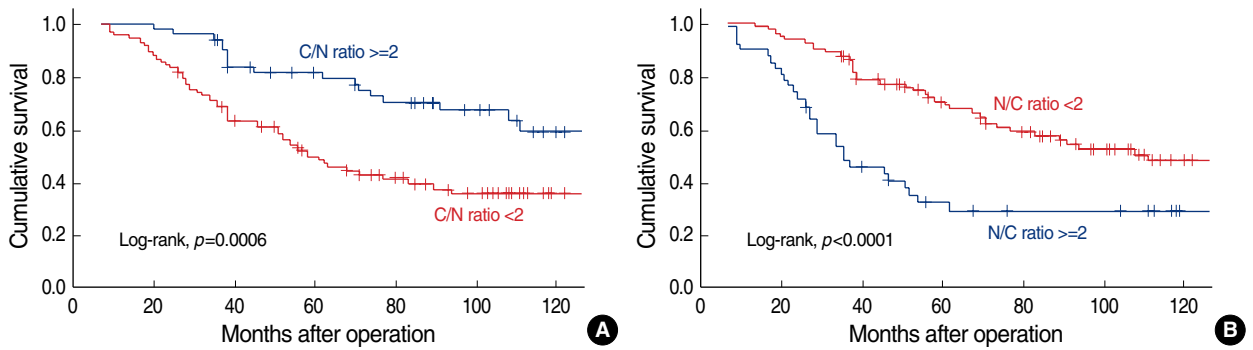 Cumulative survival
1.0
0.8
0.6
0.4
0.2
0.0
C/N ratio >=2
C/N ratio <2
Log-rank, p=0.0006
0 20 40 60 80 100 120
Months after operation
A
Cumulative survival
1.0
0.8
0.6
0.4
0.2
0.0
N/C ratio <2
N/C ratio >=2
Log-rank, p<0.0001
0 20 40 60 80 100 120
Months after operation
B